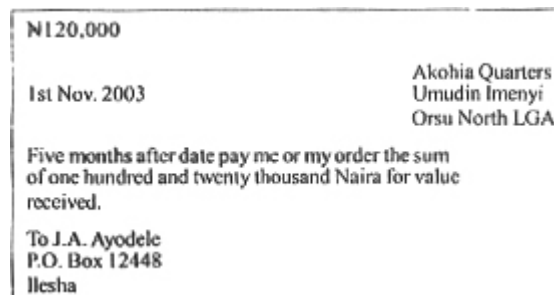 ₦120,000
Akohia Quarters
1st Nov. 2003
Umudin Imenyi
Orsu North LGA
Five months after date pay me or my order the sum
of one hundred and twenty thousand Naira for value
received.
To J.A. Ayodele
P.O. Box 12448
Ilesha